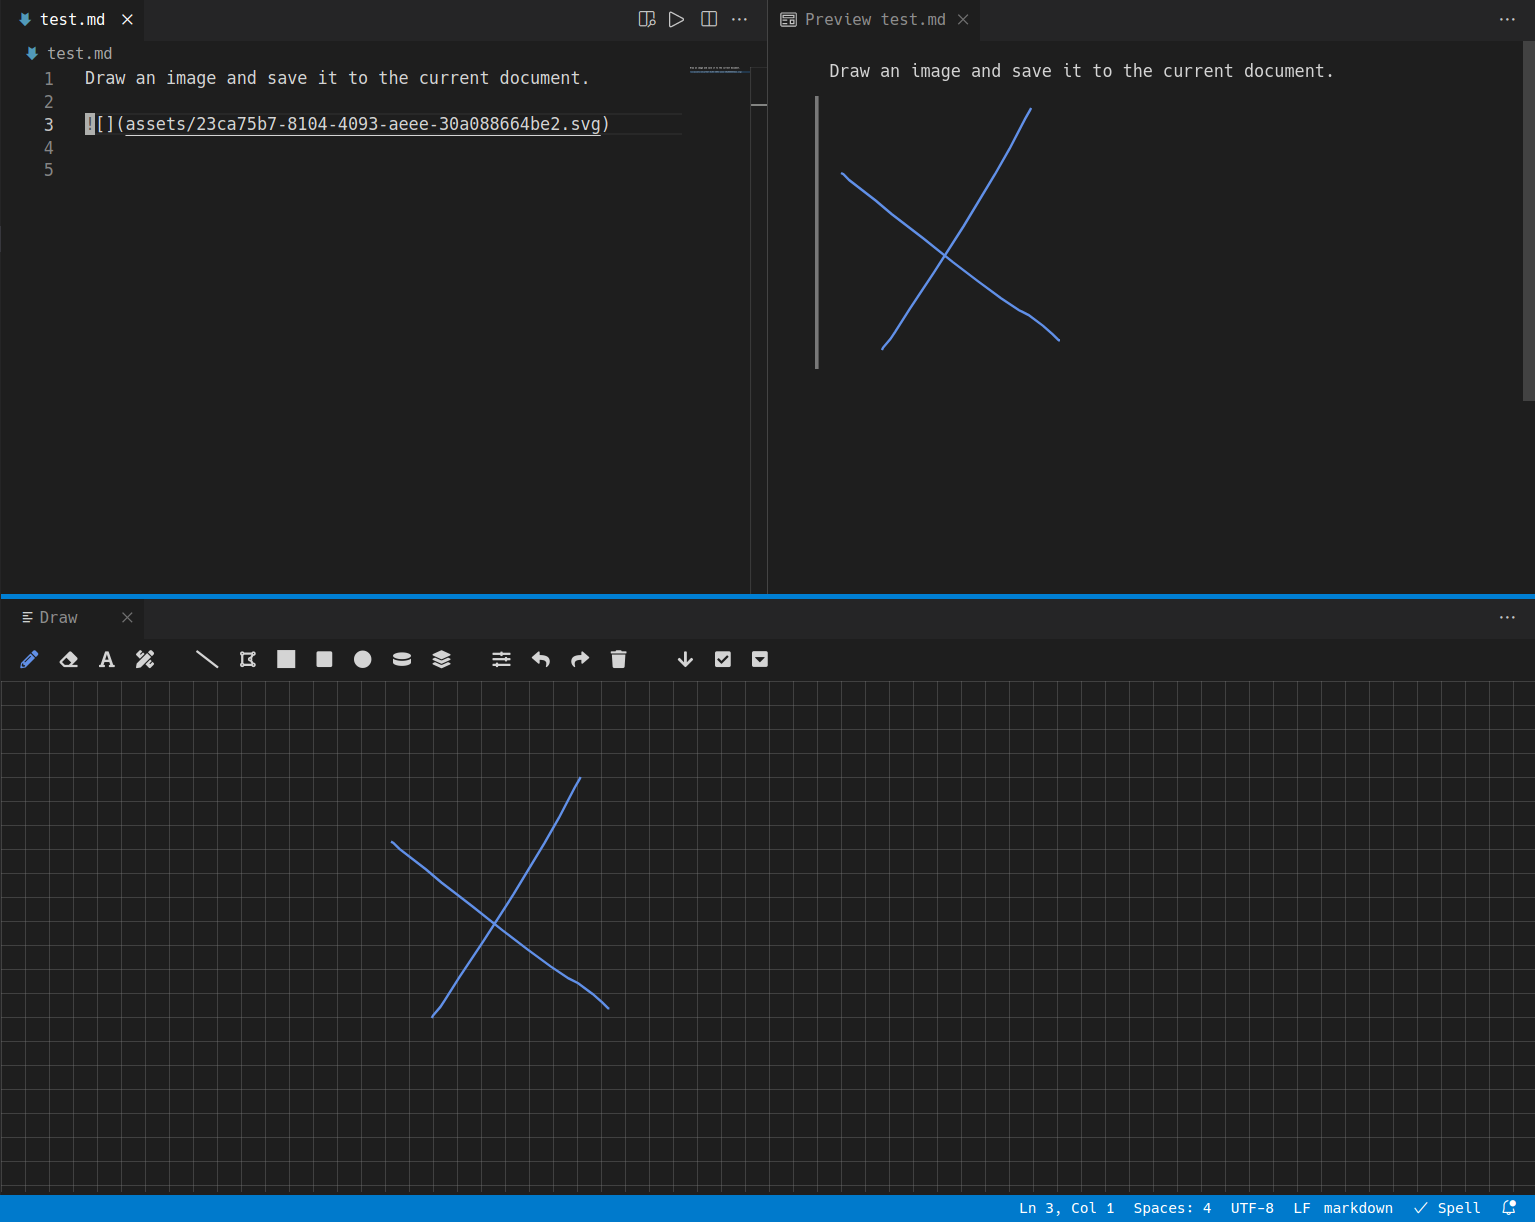 test.md
test.md
1 Draw an image and save it to the current document.
2
3 ![](assets/23ca75b7-8104-4093-aeee-30a088664be2.svg)
4
5
Preview test.md
Draw an image and save it to the current document.
Draw
A
Ln 3, Col 1 Spaces: 4 UTF-8 LF markdown Spell